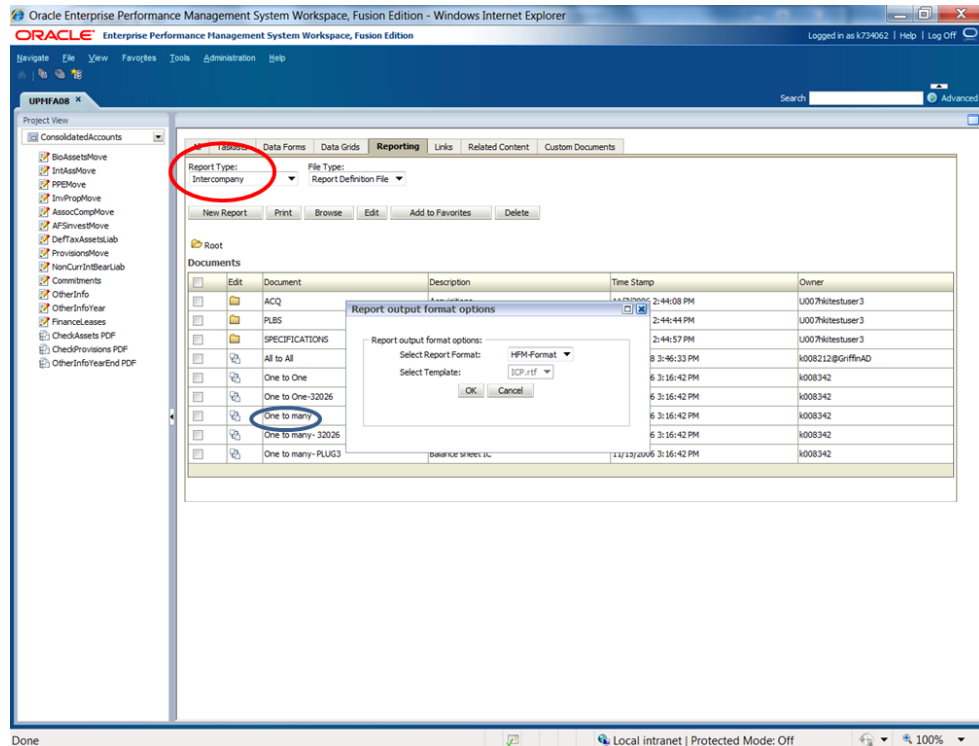 Oracle Enterprise Performance Management System Workspace, Fusion Edition - Windows Internet Explorer
ORACLE Enterprise Performance Management System Workspace, Fusion Edition
Logged in as k734062 | Help | Log Off
Navigate File View Favorites Tools Administration Help
UPMFA08 ×
Search
Advanced
Project View
ConsolidatedAccounts
BioAssetsMove
IntAssMove
PPEMove
InvPropMove
AssocCompMove
AFSinvestMove
DefTaxAssetsLiab
ProvisionsMove
NonCurrIntBearLiab
Commitments
OtherInfo
OtherInfoYear
FinanceLeases
CheckAssets PDF
CheckProvisions PDF
OtherInfoYearEnd PDF
All Tasklists Data Forms Data Grids Reporting Links Related Content Custom Documents
Report Type: File Type:
Intercompany Report Definition File
New Report Print Browse Edit Add to Favorites Delete
Root
Documents
Edit Document Description Time Stamp Owner
ACQ 2:44:08 PM U007hkitestuser3
PLBS 2:44:44 PM U007hkitestuser3
SPECIFICATIONS 2:44:57 PM U007hkitestuser3
All to All 8 3:46:33 PM k008212@GriffinAD
One to One 6 3:16:42 PM k008342
One to One-32026 6 3:16:42 PM k008342
One to many 6 3:16:42 PM k008342
One to many- 32026 6 3:16:42 PM k008342
One to many- PLUG3 Balance sheet IC 11/15/2006 3:16:42 PM k008342
Report output format options
Report output format options:
Select Report Format: HFM-Format
Select Template: ICP.rtf
OK Cancel
Done
Local intranet | Protected Mode: Off
100%